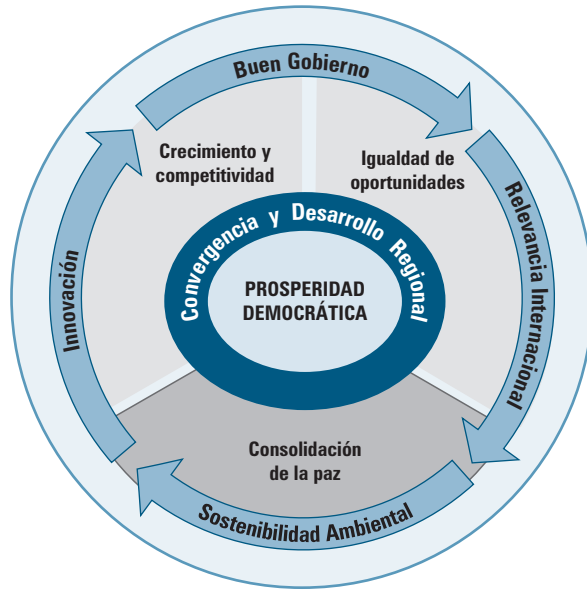 Buen Gobierno
Crecimiento y
competitividad
Igualdad de
oportunidades
Relevancia Internacional
Innovación
Convergencia y Desarrollo Regional
PROSPERIDAD
DEMOCRÁTICA
Consolidación
de la paz
Sostenibilidad Ambiental